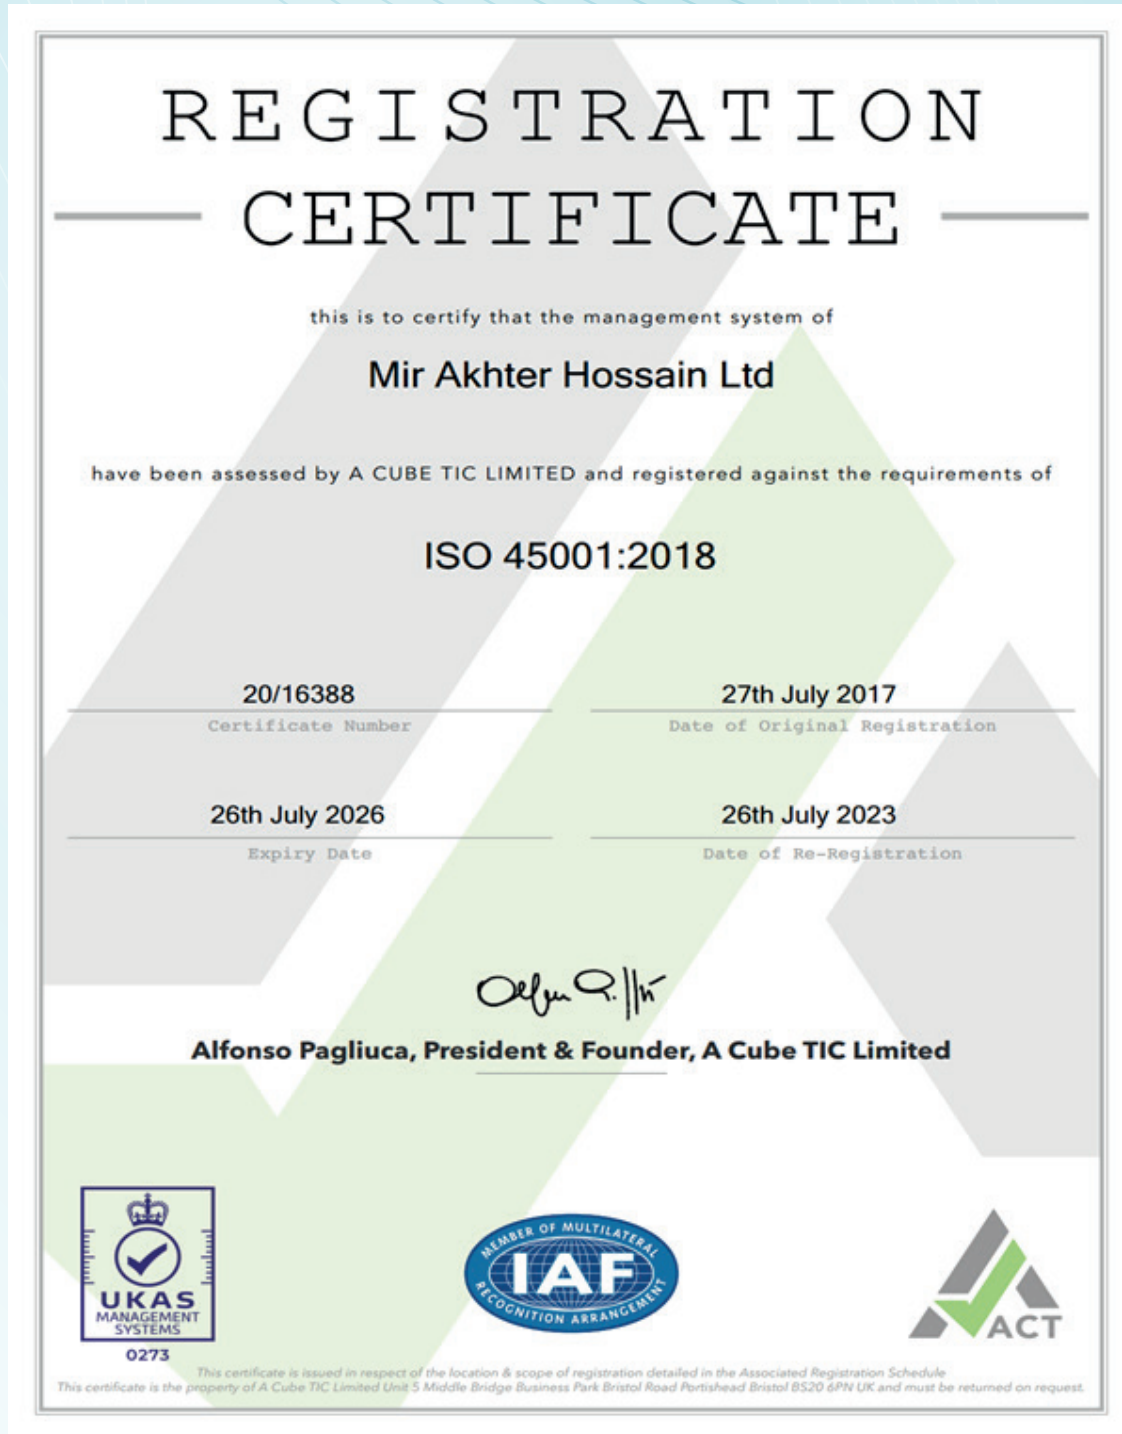 REGISTRATION
CERTIFICATE
this is to certify that the management system of
Mir Akhter Hossain Ltd
have been assessed by A CUBE TIC LIMITED and registered against the requirements of
ISO 45001:2018
20/16388
Certificate Number
27th July 2017
Date of Original Registration
26th July 2026
Expiry Date
26th July 2023
Date of Re-Registration
Alfonso Pagliuca, President & Founder, A Cube TIC Limited
UKAS
MANAGEMENT
SYSTEMS
0273
MEMBER OF MULTILATERAL
IAF
RECOGNITION ARRANGEMENT
ACT
This certificate is issued in respect of the location & scope of registration detailed in the Associated Registration Schedule
This certificate is the property of A Cube TIC Limited Unit 5 Middle Bridge Business Park Bristol Road Portishead Bristol BS20 6PN UK and must be returned on request.